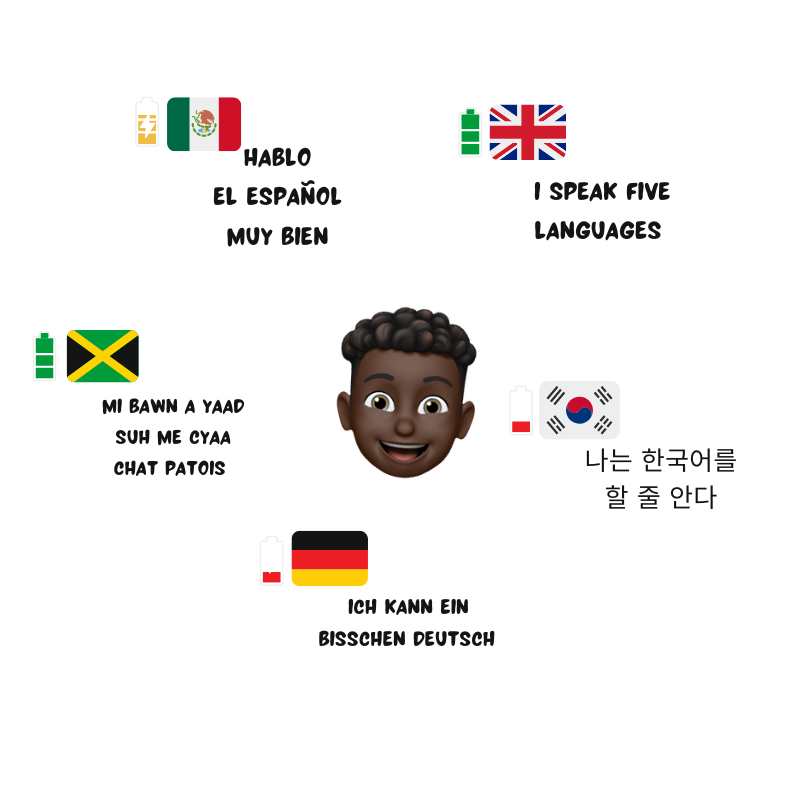 HABLO
EL ESPAÑOL
MUY BIEN
I SPEAK FIVE
LANGUAGES
MI BAWN A YAAD
SUH ME CYAA
CHAT PATOIS
나는 한국어를
할 줄 안다
ICH KANN EIN
BISSCHEN DEUTSCH